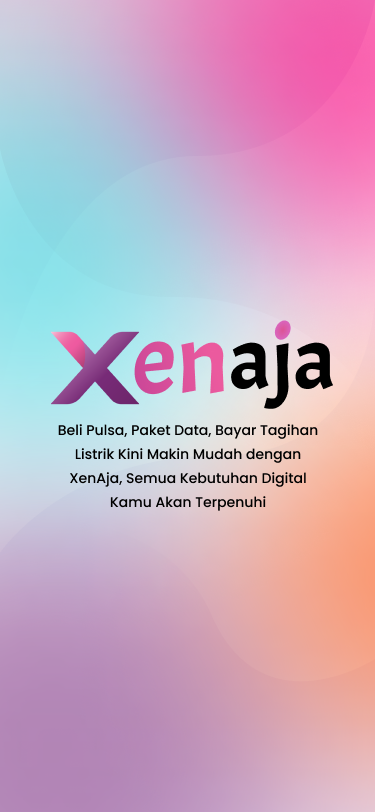 Xenaja
Beli Pulsa, Paket Data, Bayar Tagihan
Listrik Kini Makin Mudah dengan
XenAja, Semua Kebutuhan Digital
Kamu Akan Terpenuhi